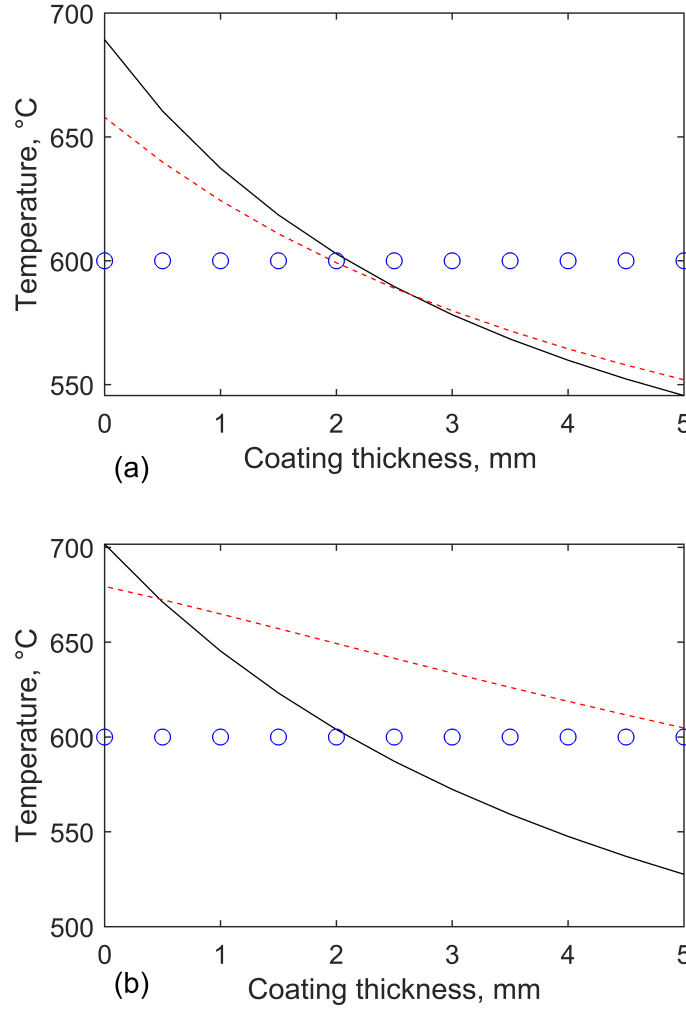 700
650
600
550
Temperature, °C
0 1 2 3 4 5
Coating thickness, mm
(a)
700
650
600
550
500
Temperature, °C
0 1 2 3 4 5
Coating thickness, mm
(b)